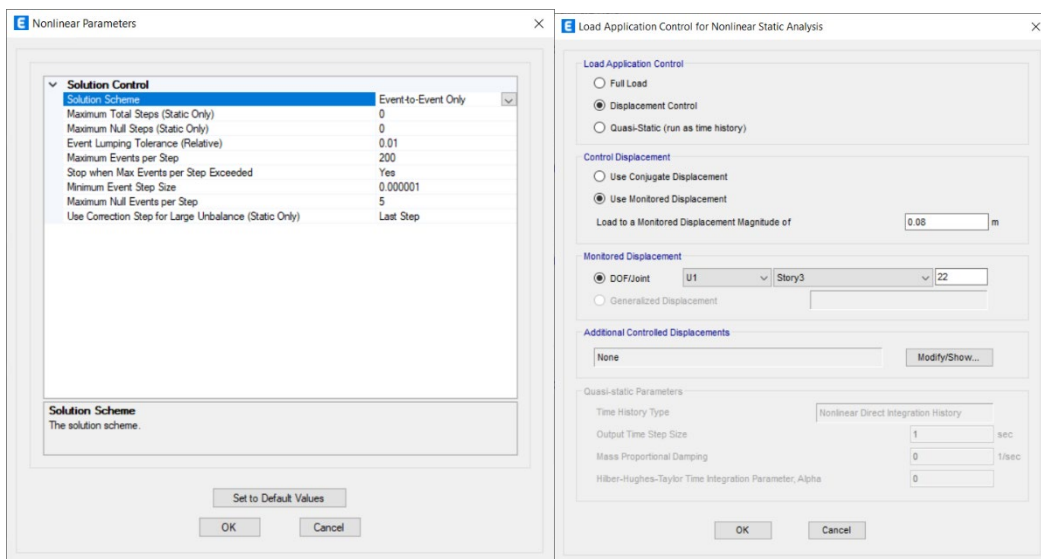 Nonlinear Parameters
Solution Control
Solution Scheme Event-to-Event Only
Maximum Total Steps (Static Only) 0
Maximum Null Steps (Static Only) 0
Event Lumping Tolerance (Relative) 0.01
Maximum Events per Step 200
Stop when Max Events per Step Exceeded Yes
Minimum Event Step Size 0.000001
Maximum Null Events per Step 5
Use Correction Step for Large Unbalance (Static Only) Last Step
Solution Scheme
The solution scheme.
Set to Default Values
OK Cancel
Load Application Control for Nonlinear Static Analysis
Load Application Control
Full Load
Displacement Control
Quasi-Static (run as time history)
Control Displacement
Use Conjugate Displacement
Use Monitored Displacement
Load to a Monitored Displacement Magnitude of 0.08 m
Monitored Displacement
DOF/Joint U1 Story3 22
Generalized Displacement
Additional Controlled Displacements
None Modify/Show...
Quasi-static Parameters
Time History Type Nonlinear Direct Integration History
Output Time Step Size 1 sec
Mass Proportional Damping 0 1/sec
Hilber-Hughes-Taylor Time Integration Parameter, Alpha 0
OK Cancel